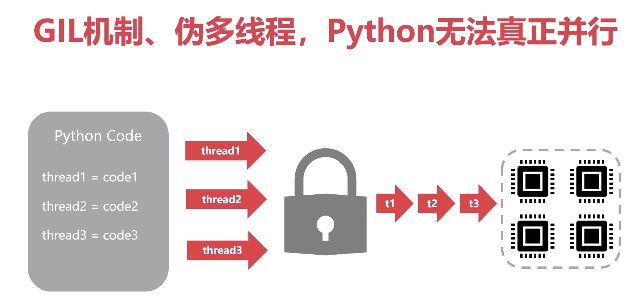 GIL机制、伪多线程，Python无法真正并行
Python Code
thread1 = code1
thread2 = code2
thread3 = code3
thread1
thread2
thread3
t1
t2
t3